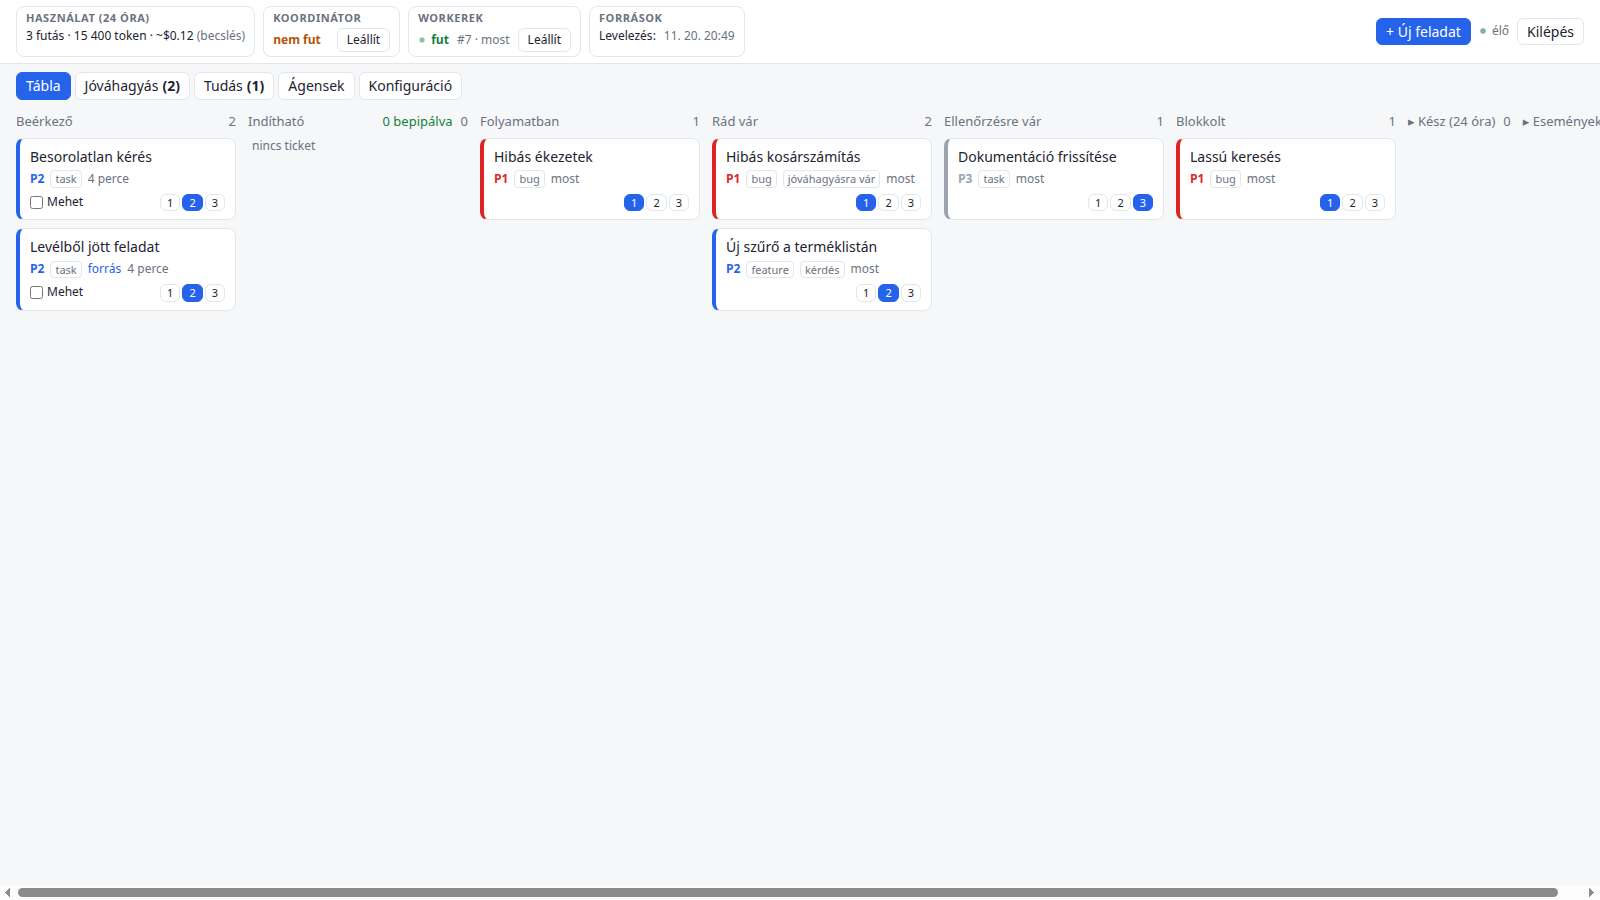 HASZNÁLAT (24 ÓRA)
3 futás · 15 400 token · ~$0.12 (becslés)
KOORDINÁTOR
nem fut Leállít
WORKEREK
fut #7 · most Leállít
FORRÁSOK
Levelezés: 11. 20. 20:49
+ Új feladat élő Kilépés
Tábla Jóváhagyás (2) Tudás (1) Ágensek Konfiguráció
Beérkező 2
Besorolatlan kérés
P2 task 4 perce
Mehet 1 2 3
Levélből jött feladat
P2 task forrás 4 perce
Mehet 1 2 3
Indítható 0 bepipálva 0
nincs ticket
Folyamatban 1
Hibás ékezetek
P1 bug most
1 2 3
Rád vár 2
Hibás kosárszámítás
P1 bug jóváhagyásra vár most
1 2 3
Új szűrő a terméklistán
P2 feature kérdés most
1 2 3
Ellenőrzésre vár 1
Dokumentáció frissítése
P3 task most
1 2 3
Blokkolt 1
Lassú keresés
P1 bug most
1 2 3
▸ Kész (24 óra) 0
▸ Események